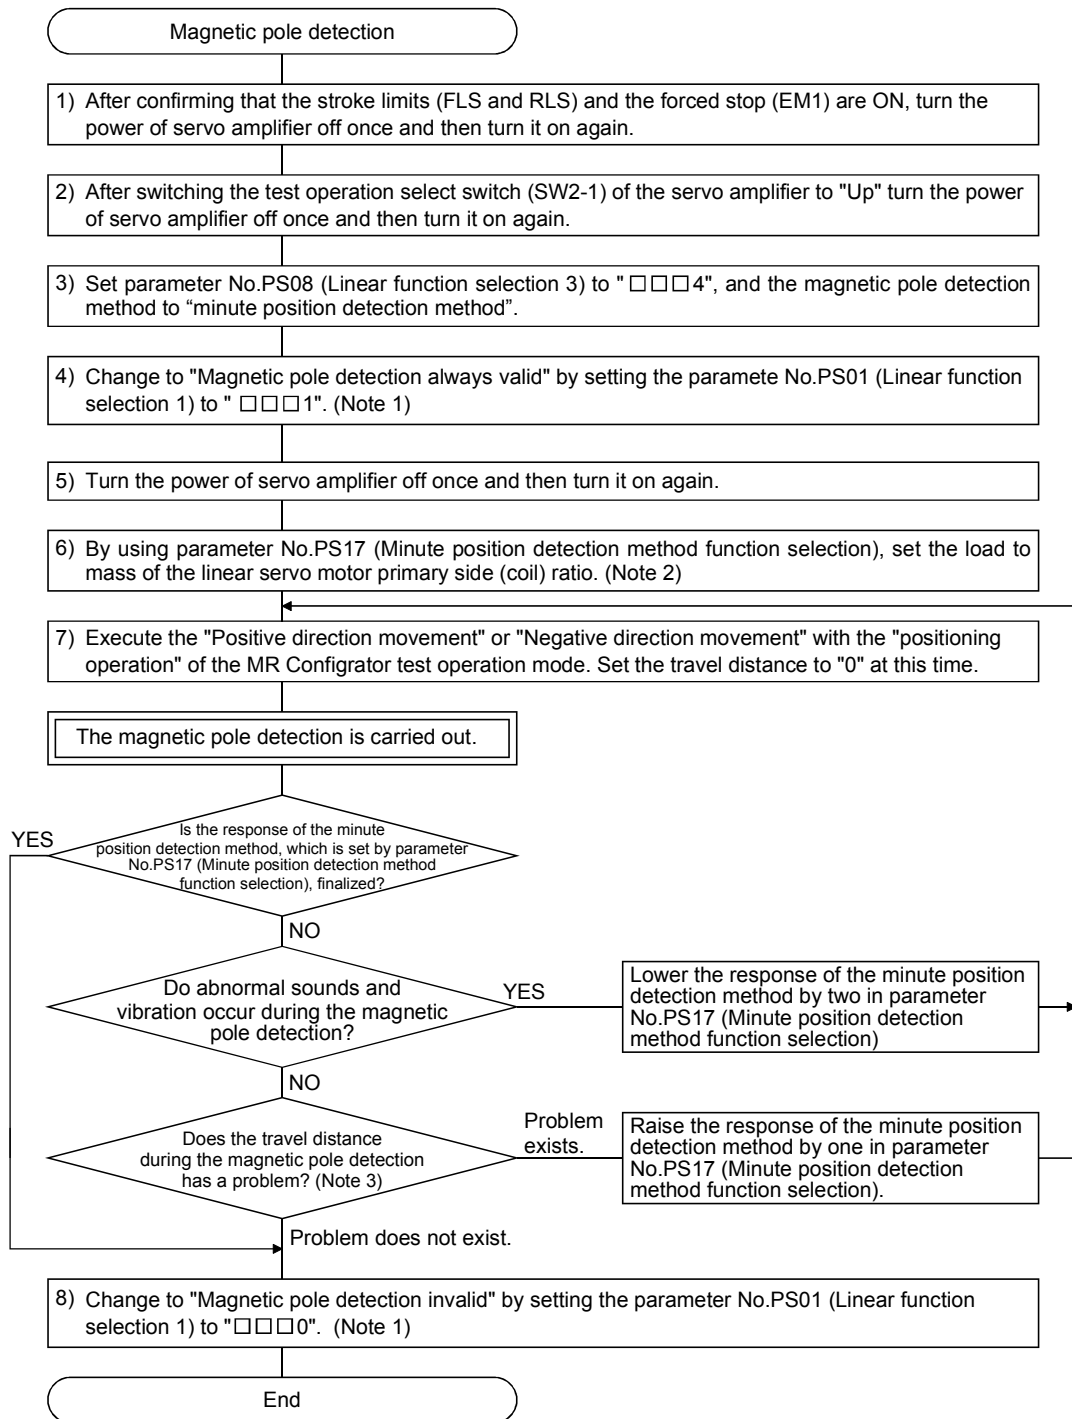 Magnetic pole detection
1) After confirming that the stroke limits (FLS and RLS) and the forced stop (EM1) are ON, turn the
power of servo amplifier off once and then turn it on again.
2) After switching the test operation select switch (SW2-1) of the servo amplifier to "Up" turn the power
of servo amplifier off once and then turn it on again.
3) Set parameter No.PS08 (Linear function selection 3) to "□□□4", and the magnetic pole detection
method to “minute position detection method”.
4) Change to "Magnetic pole detection always valid" by setting the paramete No.PS01 (Linear function
selection 1) to " □□□1". (Note 1)
5) Turn the power of servo amplifier off once and then turn it on again.
6) By using parameter No.PS17 (Minute position detection method function selection), set the load to
mass of the linear servo motor primary side (coil) ratio. (Note 2)
7) Execute the "Positive direction movement" or "Negative direction movement" with the "positioning
operation" of the MR Configrator test operation mode. Set the travel distance to "0" at this time.
The magnetic pole detection is carried out.
Is the response of the minute
position detection method, which is set by parameter
No.PS17 (Minute position detection method
function selection), finalized?
YES
NO
Do abnormal sounds and
vibration occur during the magnetic
pole detection?
YES
Lower the response of the minute position
detection method by two in parameter
No.PS17 (Minute position detection
method function selection)
NO
Does the travel distance
during the magnetic pole detection
has a problem? (Note 3)
Problem
exists.
Raise the response of the minute position
detection method by one in parameter
No.PS17 (Minute position detection
method function selection).
Problem does not exist.
8) Change to "Magnetic pole detection invalid" by setting the parameter No.PS01 (Linear function
selection 1) to "□□□0". (Note 1)
End